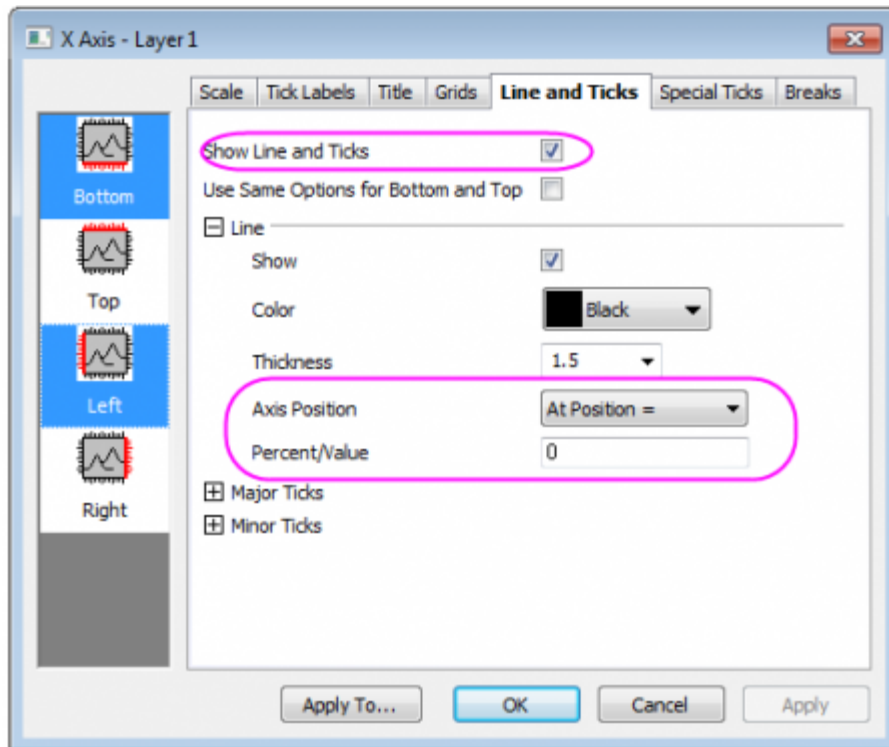 X Axis - Layer 1
Scale Tick Labels Title Grids Line and Ticks Special Ticks Breaks
Bottom
Top
Left
Right
Show Line and Ticks
Use Same Options for Bottom and Top
Line
Show
Color Black
Thickness 1.5
Axis Position At Position =
Percent/Value 0
Major Ticks
Minor Ticks
Apply To... OK Cancel Apply